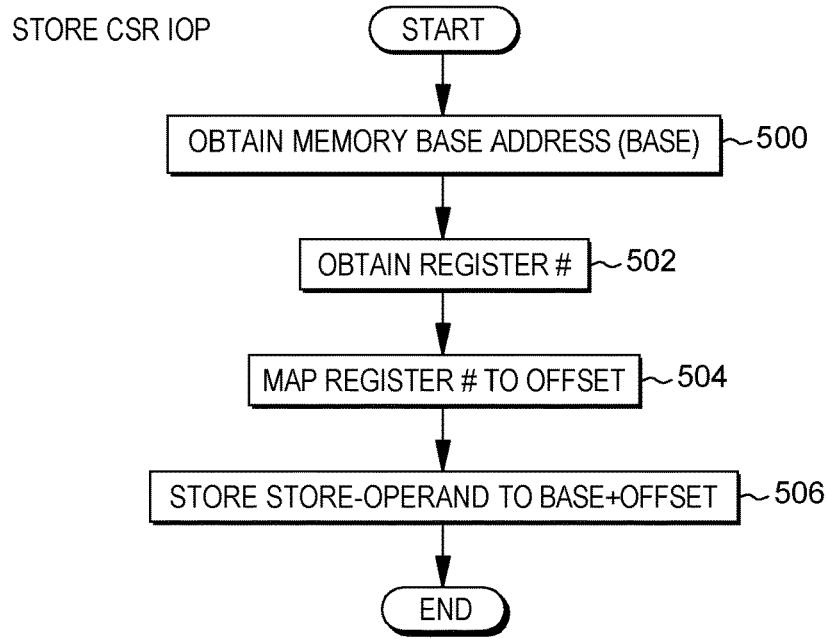 STORE CSR IOP
START
OBTAIN MEMORY BASE ADDRESS (BASE)
500
OBTAIN REGISTER #
502
MAP REGISTER # TO OFFSET
504
STORE STORE-OPERAND TO BASE+OFFSET
506
END